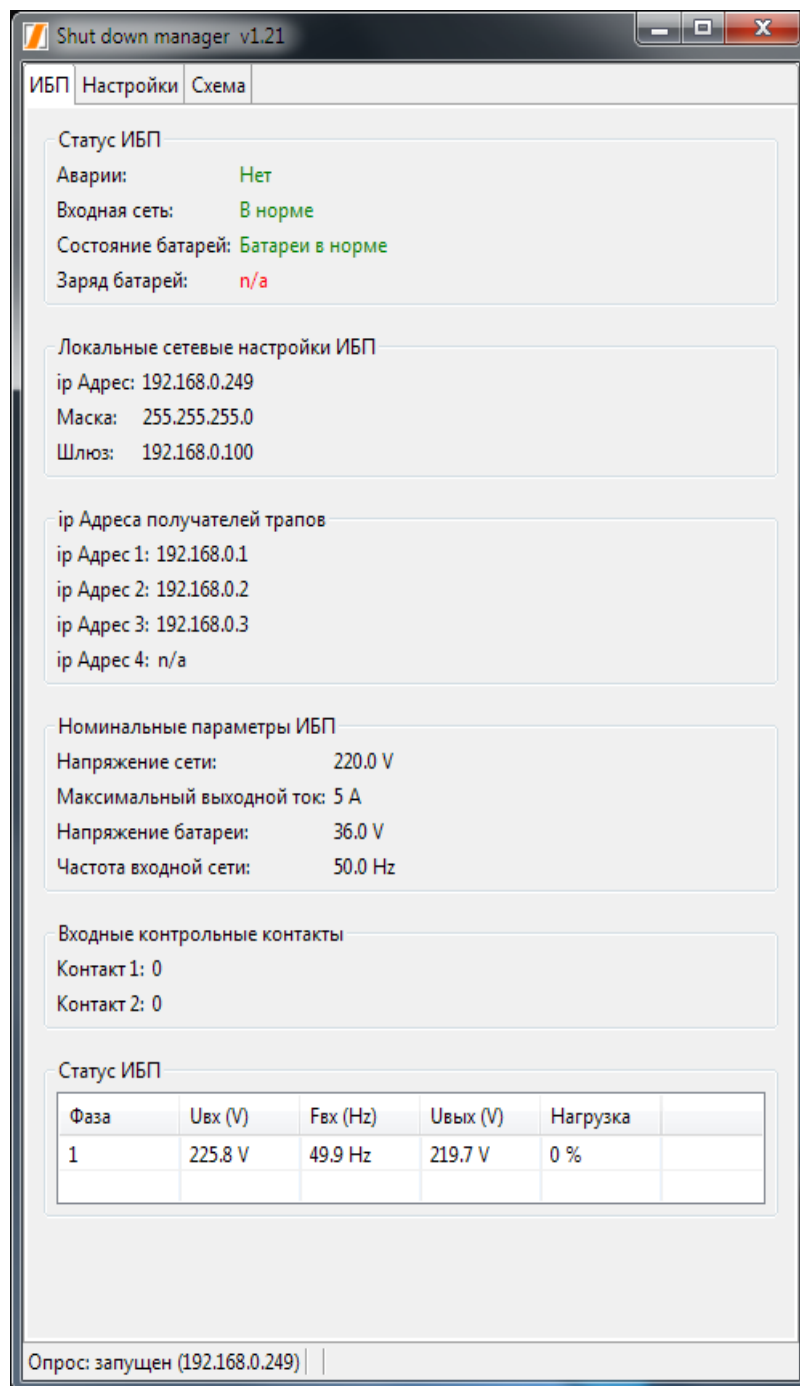 Shut down manager v1.21
ИБП Настройки Схема
Статус ИБП
Аварии: Нет
Входная сеть: В норме
Состояние батарей: Батареи в норме
Заряд батарей: n/a
Локальные сетевые настройки ИБП
ip Адрес: 192.168.0.249
Маска: 255.255.255.0
Шлюз: 192.168.0.100
ip Адреса получателей трапов
ip Адрес 1: 192.168.0.1
ip Адрес 2: 192.168.0.2
ip Адрес 3: 192.168.0.3
ip Адрес 4: n/a
Номинальные параметры ИБП
Напряжение сети: 220.0 V
Максимальный выходной ток: 5 A
Напряжение батареи: 36.0 V
Частота входной сети: 50.0 Hz
Входные контрольные контакты
Контакт 1: 0
Контакт 2: 0
Статус ИБП
Фаза Uвх (V) Fвх (Hz) Uвых (V) Нагрузка
1 225.8 V 49.9 Hz 219.7 V 0 %
Опрос: запущен (192.168.0.249)